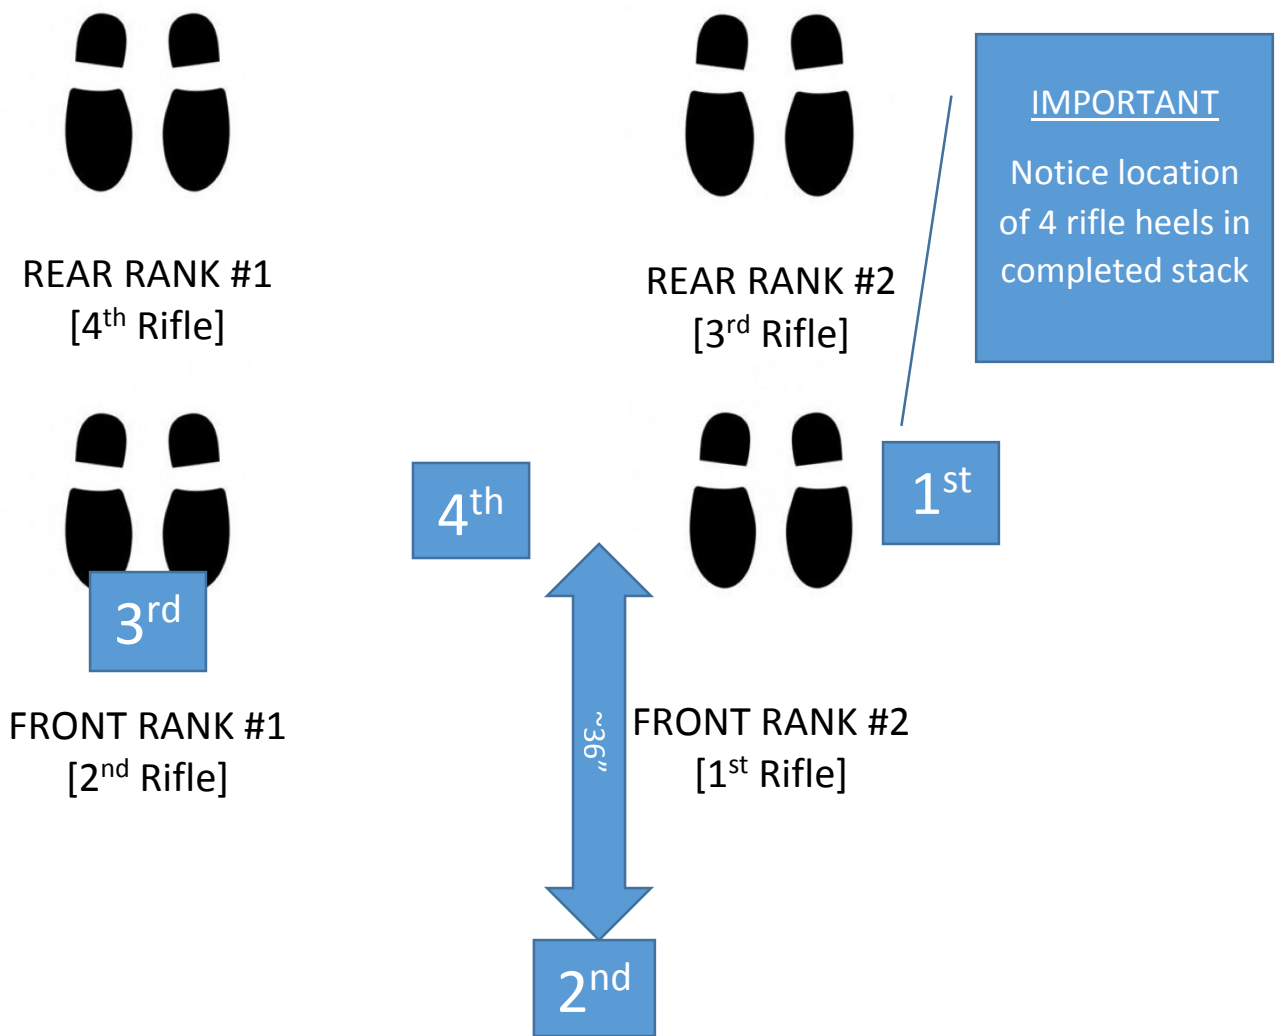 IMPORTANT
Notice location
of 4 rifle heels in
completed stack
REAR RANK #1
[4th Rifle]
REAR RANK #2
[3rd Rifle]
4th
1st
3rd
~36"
FRONT RANK #1
[2nd Rifle]
FRONT RANK #2
[1st Rifle]
2nd